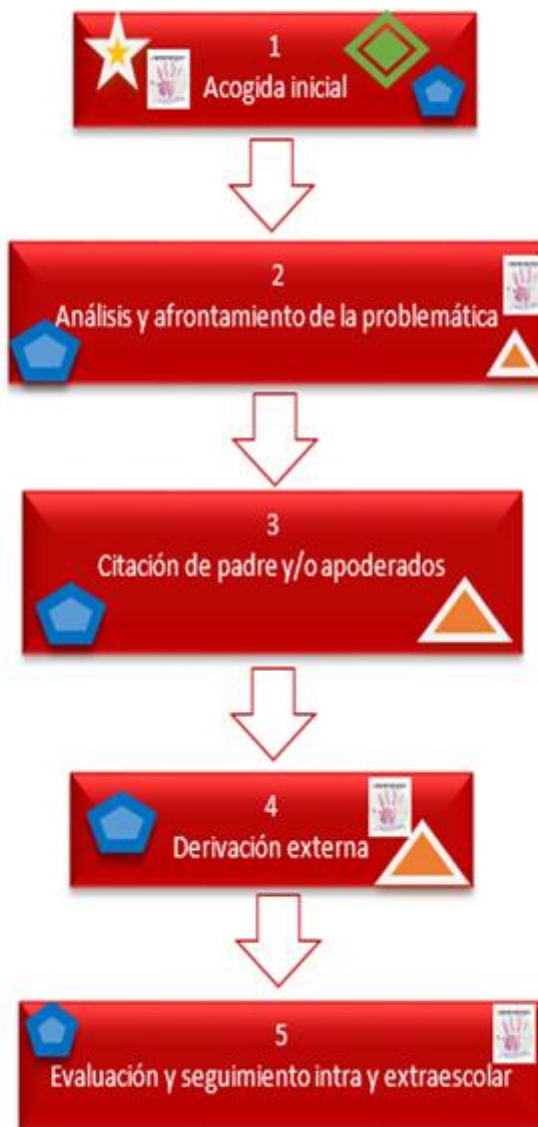 1
Acogida inicial
2
Análisis y afrontamiento de la problemática
3
Citación de padre y/o apoderados
4
Derivación externa
5
Evaluación y seguimiento intra y extraescolar